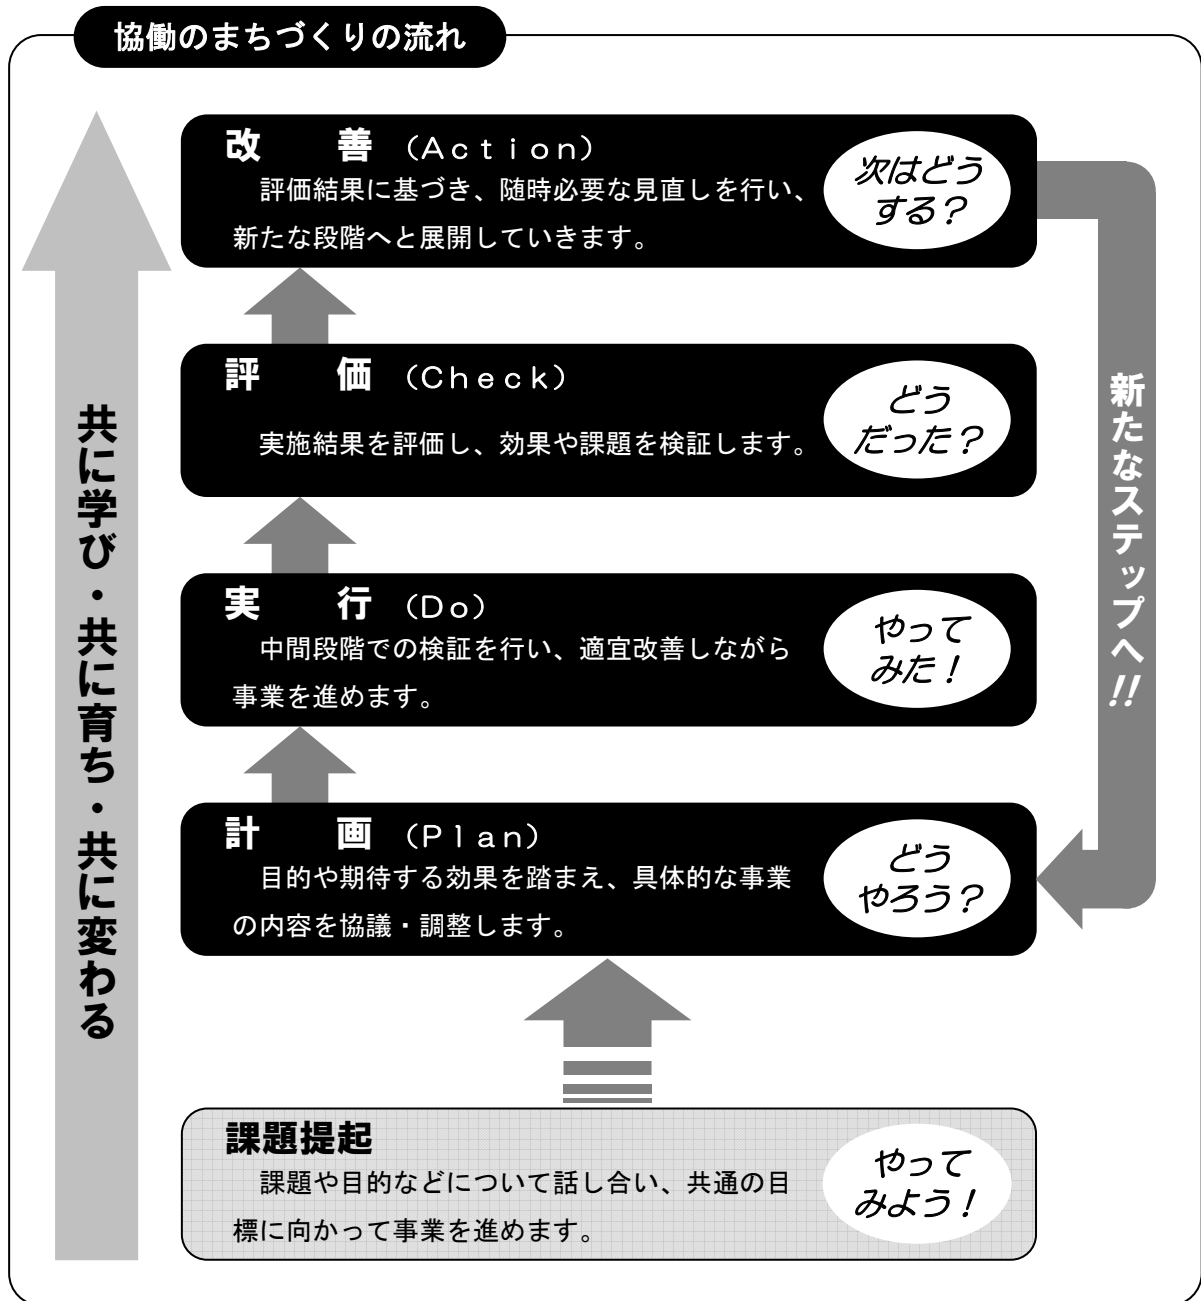 協働のまちづくりの流れ
改　　善（Ａｃｔｉｏｎ）
評価結果に基づき、随時必要な見直しを行い、
新たな段階へと展開していきます。
次はどう
する？
評　　価（Ｃｈｅｃｋ）
実施結果を評価し、効果や課題を検証します。
どう
だった？
実　　行（Ｄｏ）
中間段階での検証を行い、適宜改善しながら
事業を進めます。
やって
みた！
計　　画（Ｐｌａｎ）
目的や期待する効果を踏まえ、具体的な事業
の内容を協議・調整します。
どう
やろう？
課題提起
課題や目的などについて話し合い、共通の目
標に向かって事業を進めます。
やって
みよう！
共に学び・共に育ち・共に変わる
新たなステップへ!!